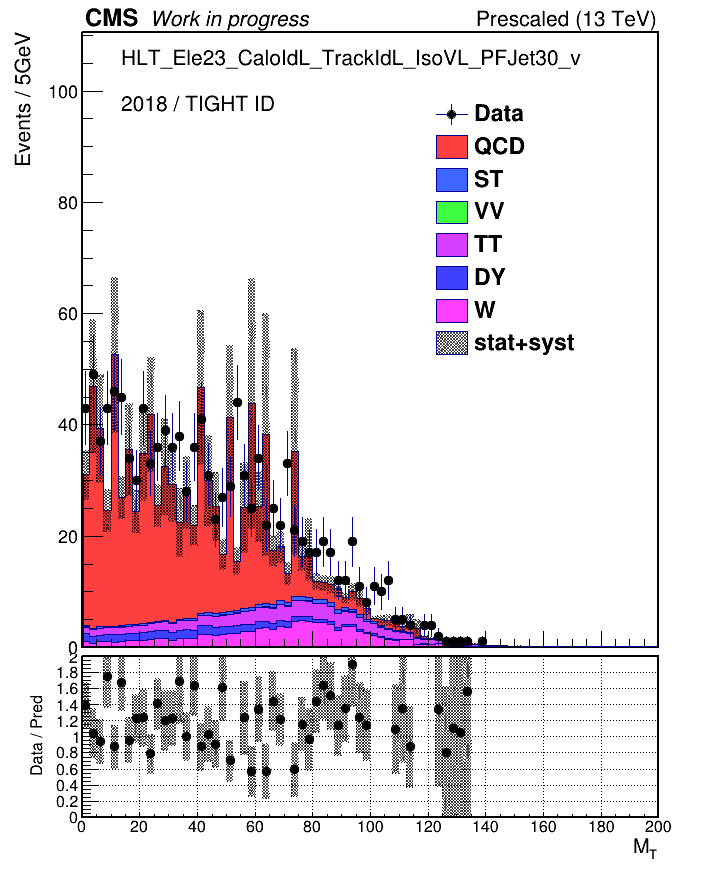 CMS Work in progress Prescaled (13 TeV)
Events / 5GeV
HLT_Ele23_CaloIdL_TrackIdL_IsoVL_PFJet30_v
2018 / TIGHT ID
Data
QCD
ST
VV
TT
DY
W
stat+syst
100
80
60
40
20
0
Data / Pred
2
1.8
1.6
1.4
1.2
1
0.8
0.6
0.4
0.2
0
0 20 40 60 80 100 120 140 160 180 200
M_T